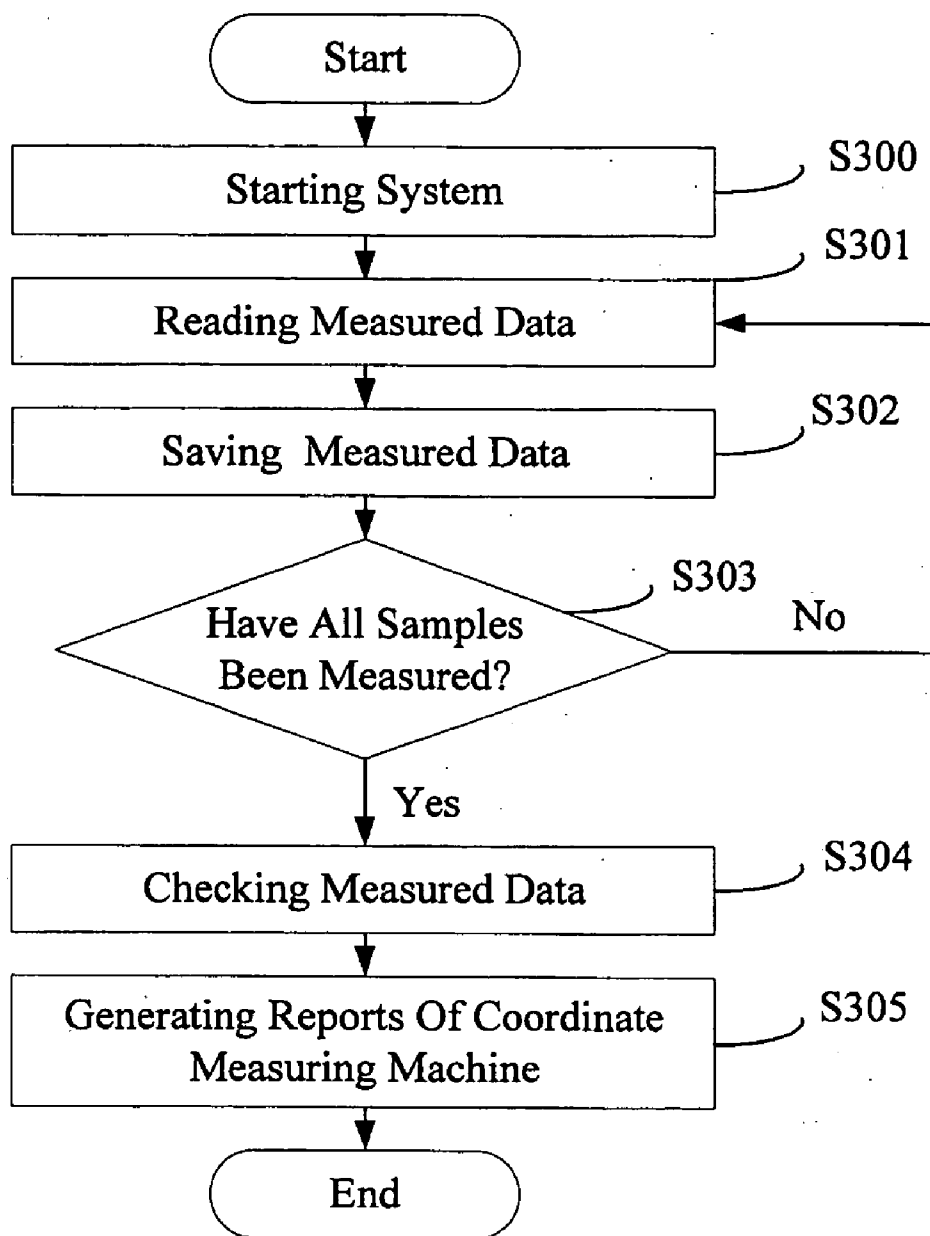 Start
S300
Starting System
S301
Reading Measured Data
S302
Saving Measured Data
S303
Have All Samples
Been Measured?
No
Yes
S304
Checking Measured Data
S305
Generating Reports Of Coordinate
Measuring Machine
End